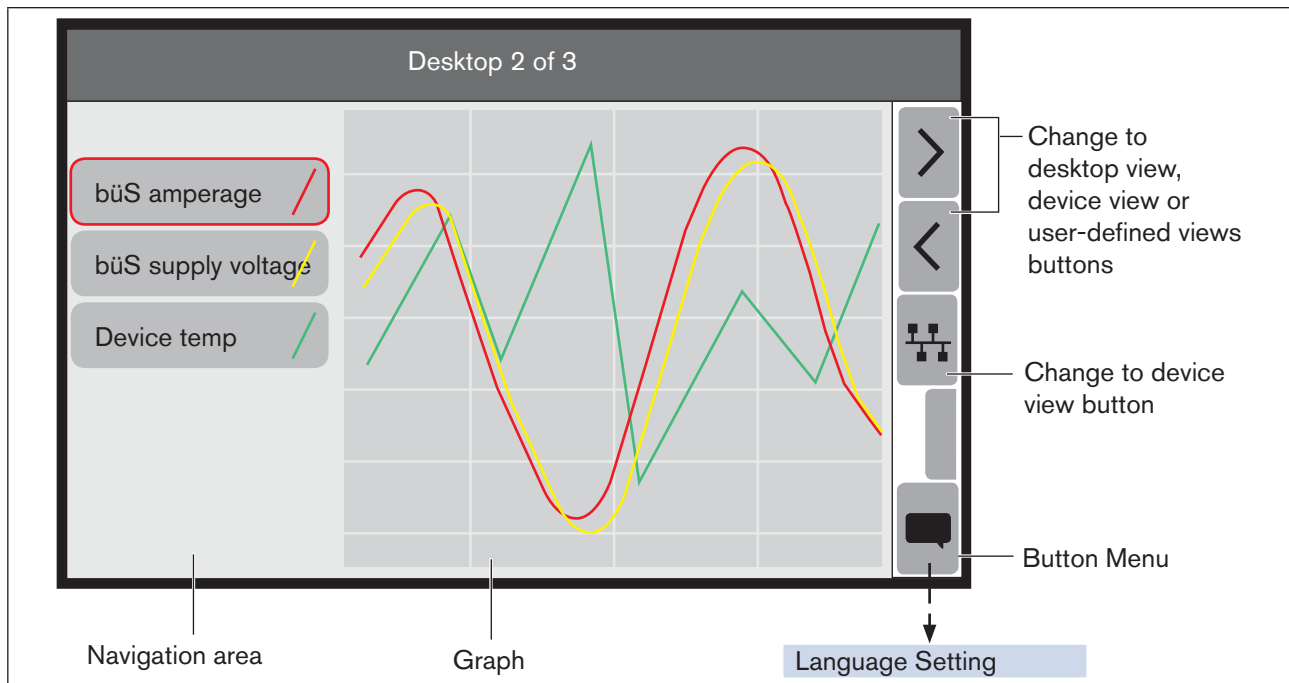 Desktop 2 of 3
büS amperage
büS supply voltage
Device temp
Change to
desktop view,
device view or
user-defined views
buttons
Change to device
view button
Button Menu
Navigation area
Graph
Language Setting